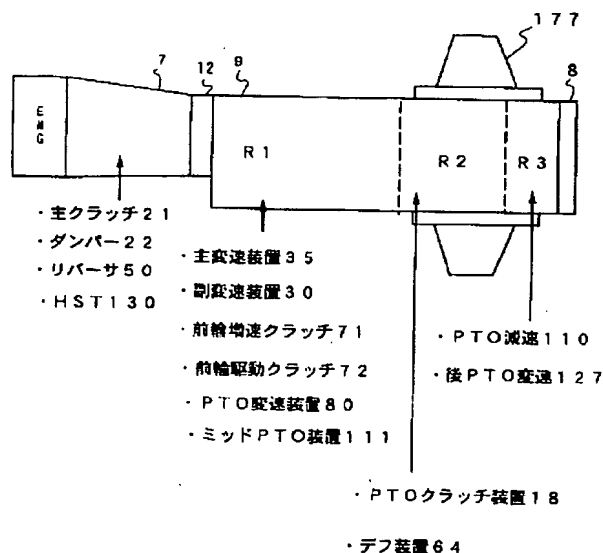 177
7
12
9
8
ENG
R1
R2
R3
・主クラッチ21
・ダンパー22
・リバーサ50
・HST130
・主変速装置35
・副変速装置30
・前輪増速クラッチ71
・前輪駆動クラッチ72
・PTO変速装置80
・ミッドPTO装置111
・PTO減速110
・後PTO変速127
・PTOクラッチ装置18
・デフ装置64